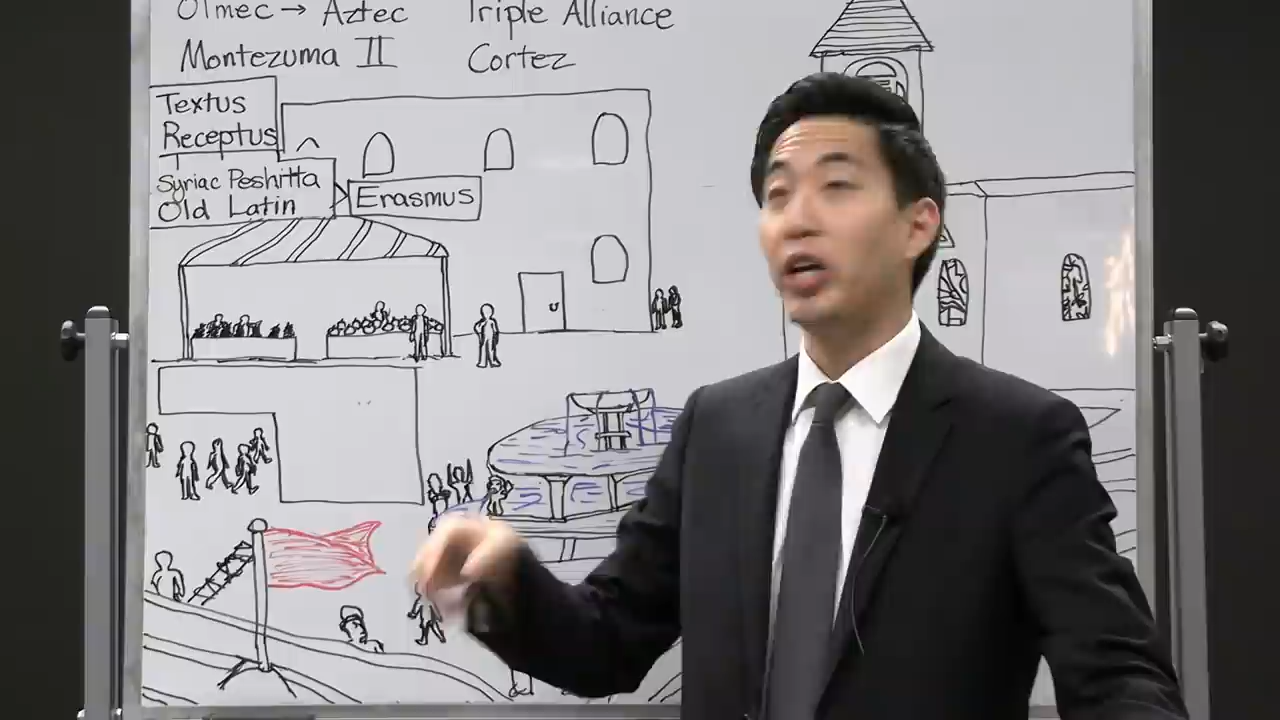 Olmec → Aztec
Triple Alliance
Montezuma II
Cortez
Textus
Receptus
Syriac Peshitta
Old Latin
Erasmus